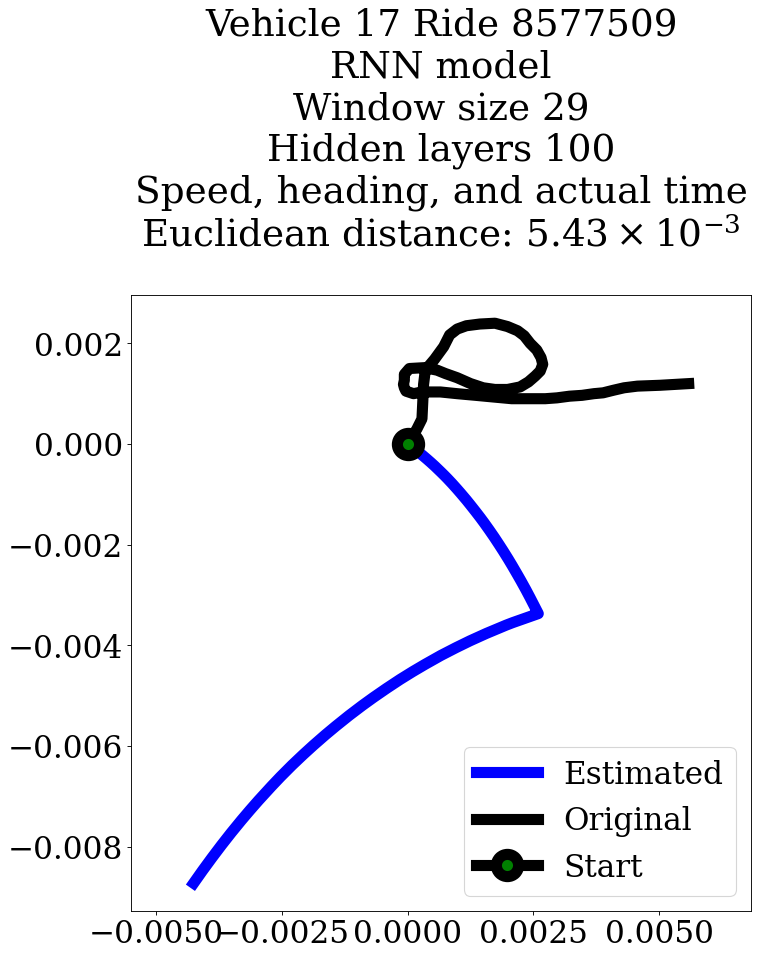 Vehicle 17 Ride 8577509
RNN model
Window size 29
Hidden layers 100
Speed, heading, and actual time
Euclidean distance: 5.43 × 10⁻³
0.002
0.000
−0.002
−0.004
−0.006
−0.008
Estimated
Original
Start
−0.0050 −0.0025 0.0000 0.0025 0.0050